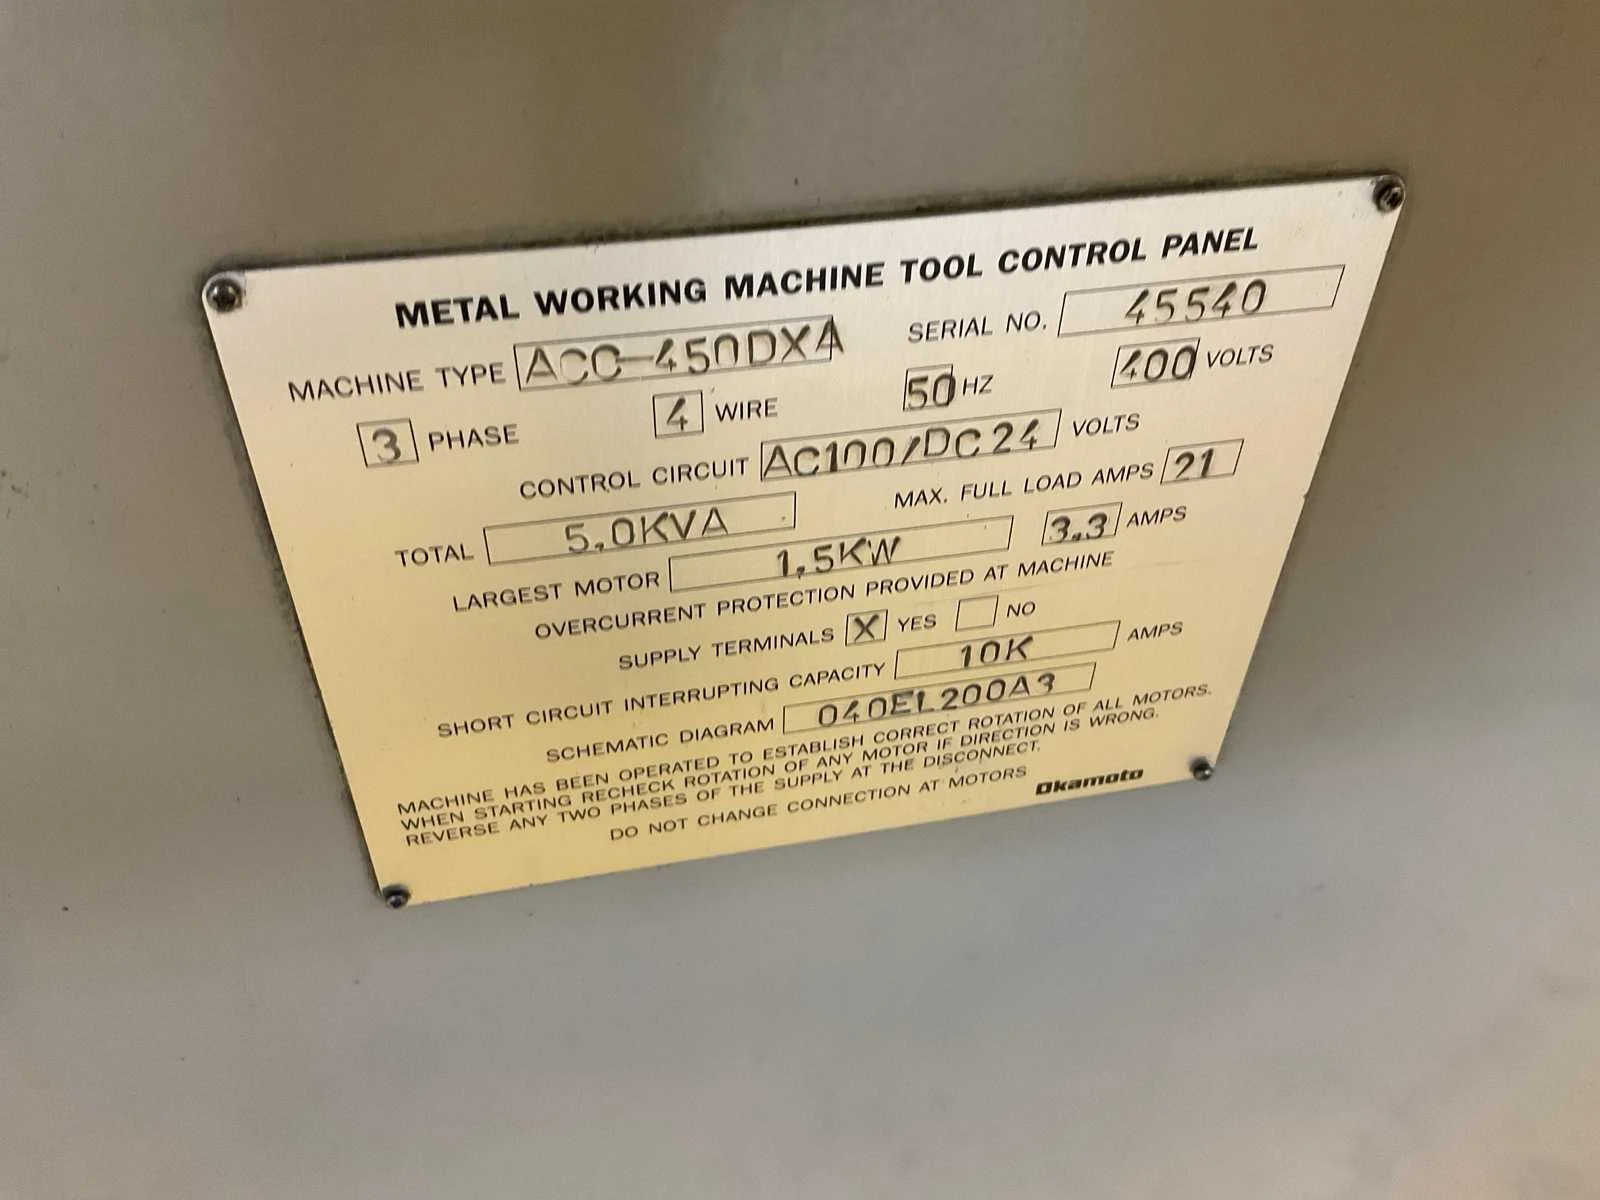 METAL WORKING MACHINE TOOL CONTROL PANEL
MACHINE TYPE ACC-450DXA SERIAL NO. 45540
3 PHASE 4 WIRE 50 HZ 400 VOLTS
CONTROL CIRCUIT AC100/DC24 VOLTS
TOTAL 5.0KVA MAX. FULL LOAD AMPS 21
LARGEST MOTOR 1.5KW 3.3 AMPS
OVERCURRENT PROTECTION PROVIDED AT MACHINE
SUPPLY TERMINALS X YES NO
SHORT CIRCUIT INTERRUPTING CAPACITY 10K AMPS
SCHEMATIC DIAGRAM 040EL200A3
MACHINE HAS BEEN OPERATED TO ESTABLISH CORRECT ROTATION OF ALL MOTORS.
WHEN STARTING RECHECK ROTATION OF ANY MOTOR IF DIRECTION IS WRONG.
REVERSE ANY TWO PHASES OF THE SUPPLY AT THE DISCONNECT.
DO NOT CHANGE CONNECTION AT MOTORS Okamoto